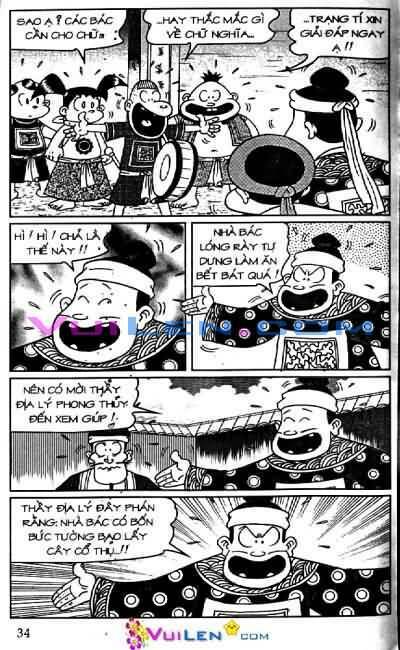 SAO Ạ? CÁC BÁC
CẦN CHO CHỮ...
...HAY THẮC MẮC GÌ
VỀ CHỮ NGHĨA...
...TRẠNG TÍ XIN
GIẢI ĐÁP NGAY
Ạ!!
HÌ! HÌ! CHẢ LÀ
THẾ NÀY!!
NHÀ BÁC
LÓNG RÀY TỰ
DƯNG LÀM ĂN
BẾT BÁT QUÁ!
VUILEN.COM
NÊN CÓ MỜI THẦY
ĐỊA LÝ PHONG THỦY
ĐẾN XEM GIÚP!
THẦY ĐỊA LÝ ĐÂY PHÁN
RẰNG: NHÀ BÁC CÓ BỐN
BỨC TƯỜNG BAO LẤY
CÂY CỔ THỤ...!!
34
VUILEN.COM